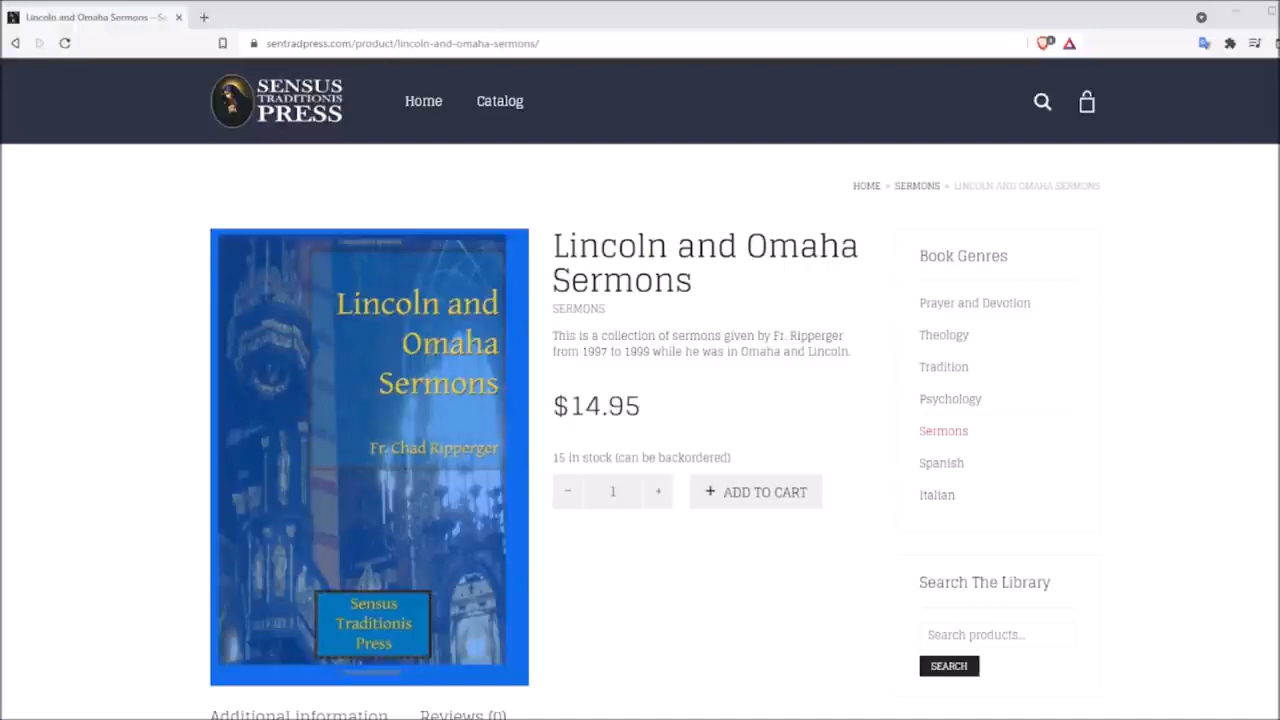 Lincoln and Omaha Sermons – Se
sentradpress.com/product/lincoln-and-omaha-sermons/
SENSUS
TRADITIONIS
PRESS
Home
Catalog
HOME » SERMONS » LINCOLN AND OMAHA SERMONS
Lincoln and
Omaha
Sermons
Fr. Chad Ripperger
Sensus
Traditionis
Press
Lincoln and Omaha
Sermons
SERMONS
This is a collection of sermons given by Fr. Ripperger
from 1997 to 1999 while he was in Omaha and Lincoln.
$14.95
15 in stock (can be backordered)
− 1 +
+ ADD TO CART
Book Genres
Prayer and Devotion
Theology
Tradition
Psychology
Sermons
Spanish
Italian
Search The Library
Search products…
SEARCH
Additional information
Reviews (0)